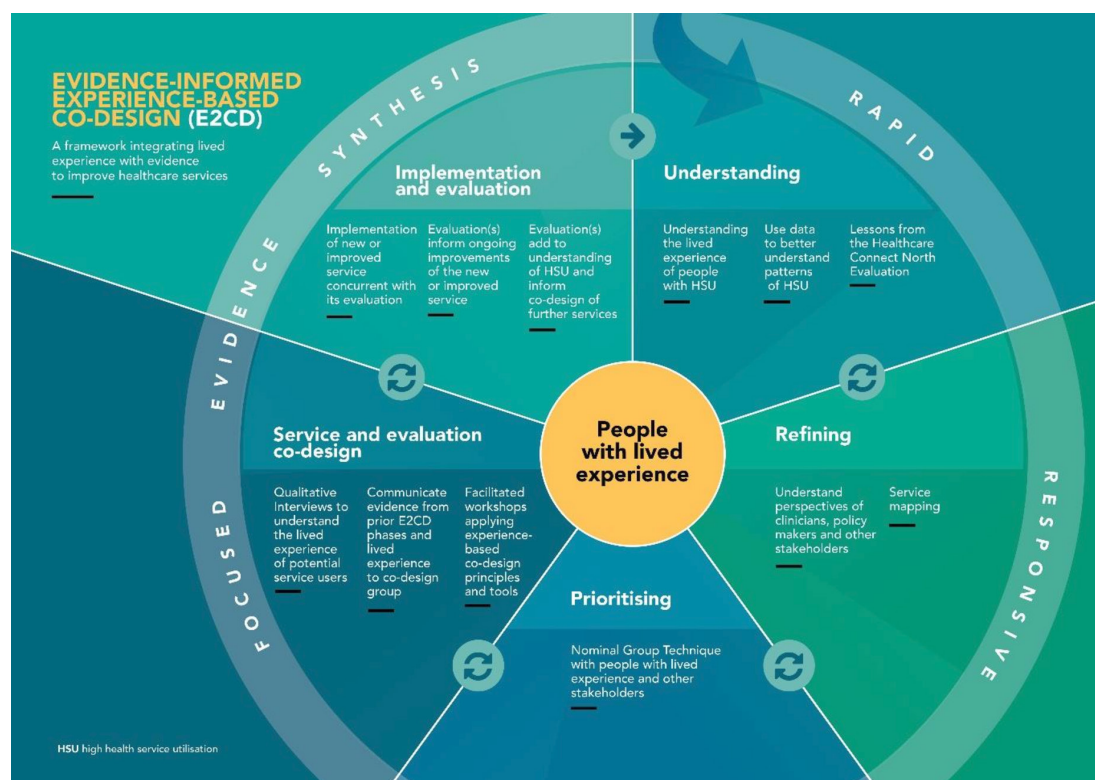 EVIDENCE-INFORMED
EXPERIENCE-BASED
CO-DESIGN (E2CD)
A framework integrating lived
experience with evidence
to improve healthcare services
RAPID
RESPONSIVE
FOCUSED
EVIDENCE
SYNTHESIS
Understanding
Understanding
the lived
experience
of people
with HSU
Use data
to better
understand
patterns
of HSU
Lessons from
the Healthcare
Connect North
Evaluation
Refining
Understand
perspectives of
clinicians, policy
makers and other
stakeholders
Service
mapping
Prioritising
Nominal Group Technique
with people with lived
experience and other
stakeholders
Service and evaluation
co-design
Qualitative
Interviews to
understand
the lived
experience
of potential
service users
Communicate
evidence from
prior E2CD
phases and
lived
experience
to co-design
group
Facilitated
workshops
applying
experience-
based
co-design
principles
and tools
Implementation
and evaluation
Implementation
of new or
improved
service
concurrent with
its evaluation
Evaluation(s)
inform ongoing
improvements
of the new
or improved
service
Evaluation(s)
add to
understanding
of HSU and
inform
co-design of
further services
People
with lived
experience
HSU high health service utilisation